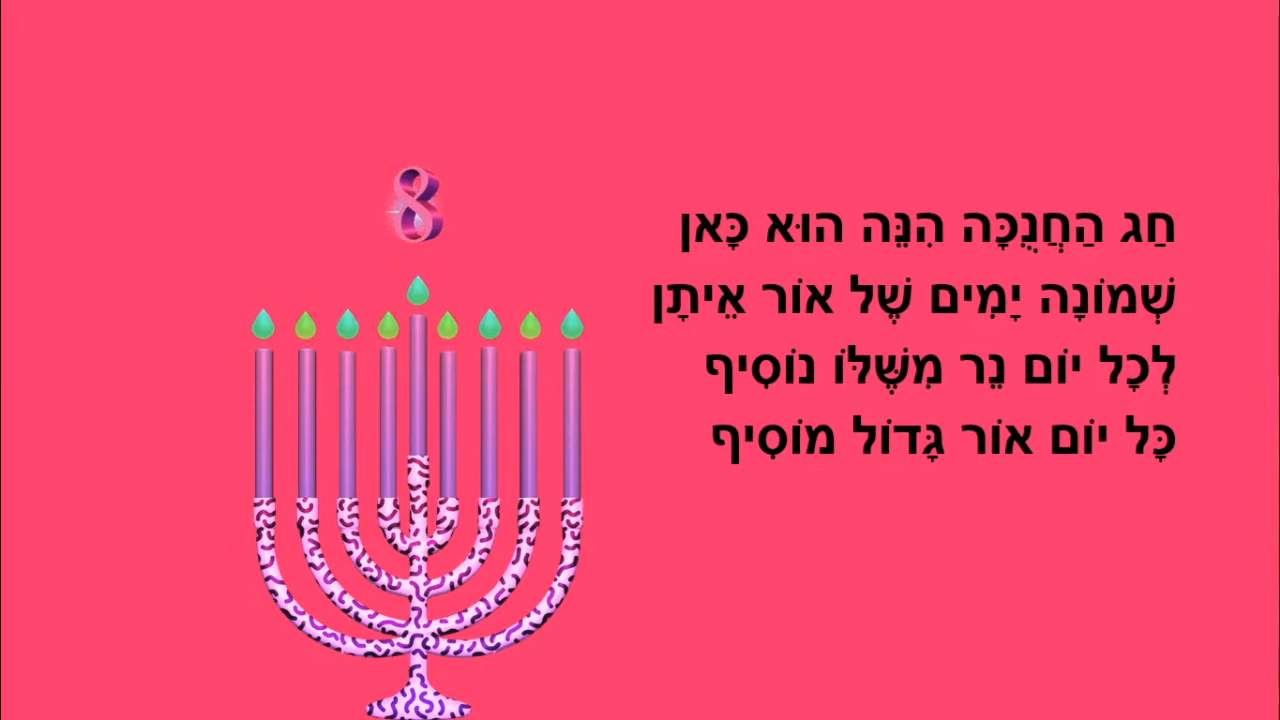 8
חַג הַחֲנֻכָּה הִנֵּה הוּא כָּאן
שְׁמוֹנָה יָמִים שֶׁל אוֹר אֵיתָן
לְכָל יוֹם נֵר מִשֶּׁלּוֹ נוֹסִיף
כָּל יוֹם אוֹר גָּדוֹל מוֹסִיף